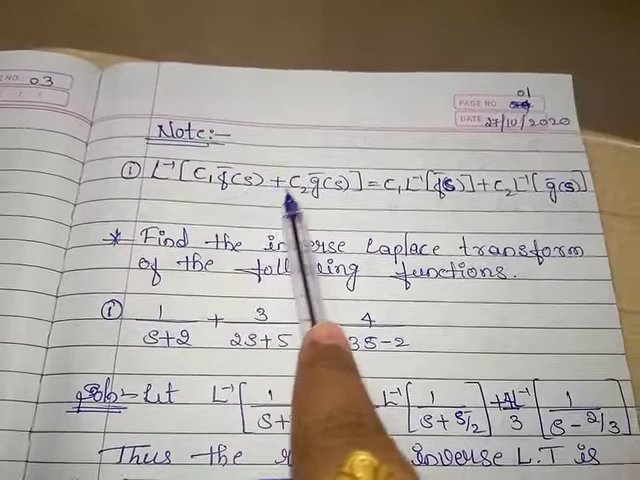 NO. 03
01
PAGE NO
DATE 27/10/2020
Note:-
① L⁻¹[C₁f̄(s) + C₂ḡ(s)] = C₁L⁻¹[f̄(s)] + C₂L⁻¹[ḡ(s)]
* Find the inverse Laplace transform
of the following functions.
① 1/(s+2) + 3/(2s+5) 4/(3s-2)
Solⁿ:- Let L⁻¹[1/(s+ L⁻¹[1/(s+5/2)] + 4/3 L⁻¹[1/(s-2/3)]
Thus the inverse L.T is